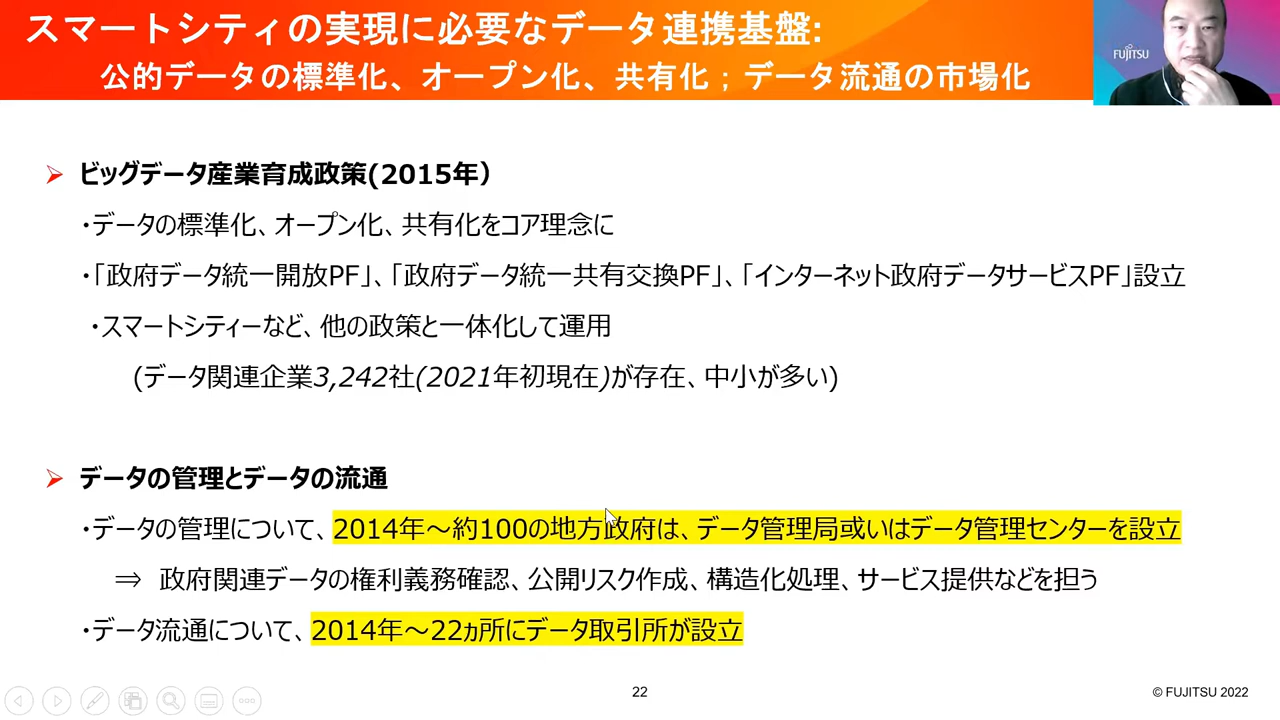 スマートシティの実現に必要なデータ連携基盤:
公的データの標準化、オープン化、共有化；データ流通の市場化
FUJITSU
➢ ビッグデータ産業育成政策(2015年）
・データの標準化、オープン化、共有化をコア理念に
・「政府データ統一開放PF」、「政府データ統一共有交換PF」、「インターネット政府データサービスPF」設立
・スマートシティーなど、他の政策と一体化して運用
(データ関連企業3,242社(2021年初現在)が存在、中小が多い)
➢ データの管理とデータの流通
・データの管理について、2014年～約100の地方政府は、データ管理局或いはデータ管理センターを設立
⇒ 政府関連データの権利義務確認、公開リスク作成、構造化処理、サービス提供などを担う
・データ流通について、2014年～22ヵ所にデータ取引所が設立
22
© FUJITSU 2022